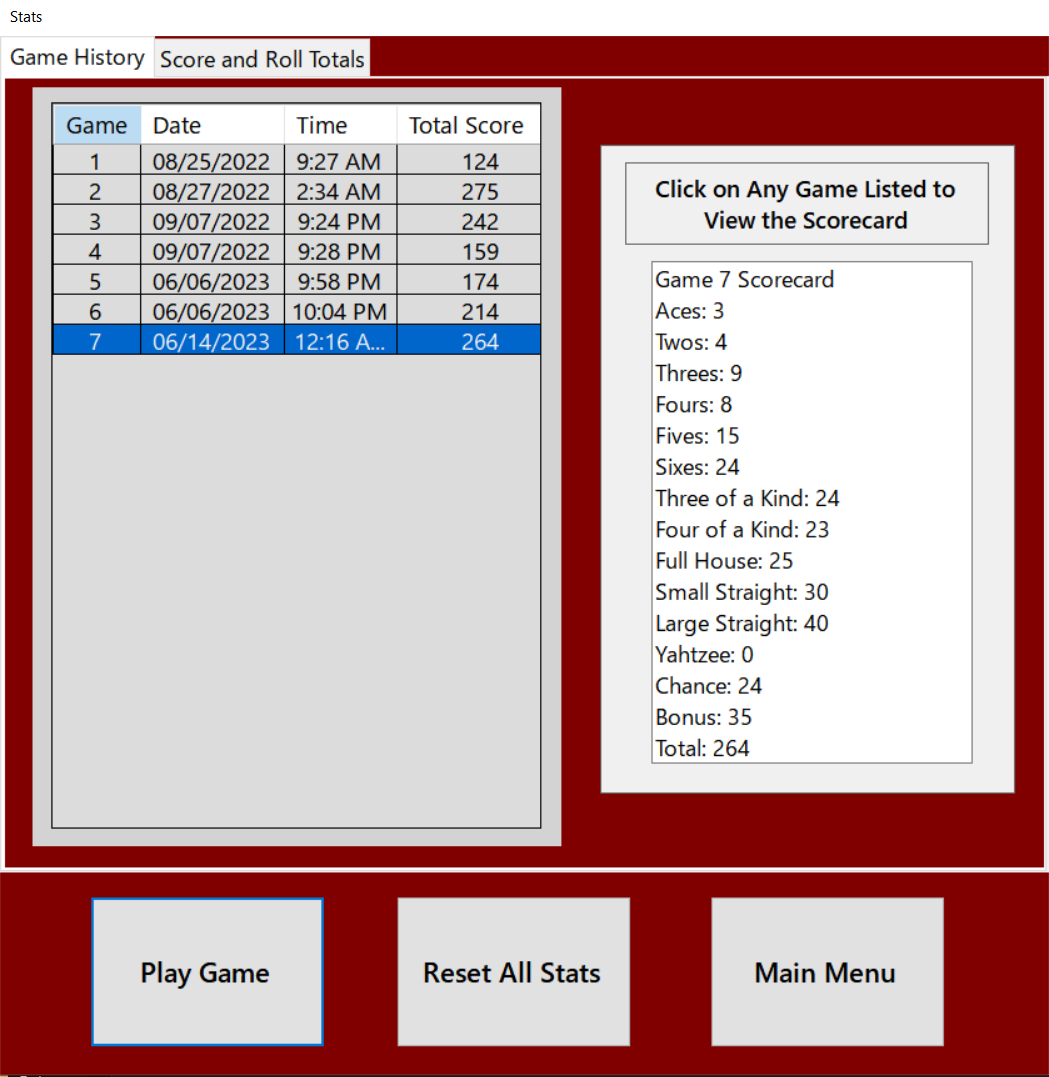 Stats
Game History Score and Roll Totals
Game Date Time Total Score
1 08/25/2022 9:27 AM 124
2 08/27/2022 2:34 AM 275
3 09/07/2022 9:24 PM 242
4 09/07/2022 9:28 PM 159
5 06/06/2023 9:58 PM 174
6 06/06/2023 10:04 PM 214
7 06/14/2023 12:16 A... 264
Click on Any Game Listed to
View the Scorecard
Game 7 Scorecard
Aces: 3
Twos: 4
Threes: 9
Fours: 8
Fives: 15
Sixes: 24
Three of a Kind: 24
Four of a Kind: 23
Full House: 25
Small Straight: 30
Large Straight: 40
Yahtzee: 0
Chance: 24
Bonus: 35
Total: 264
Play Game Reset All Stats Main Menu